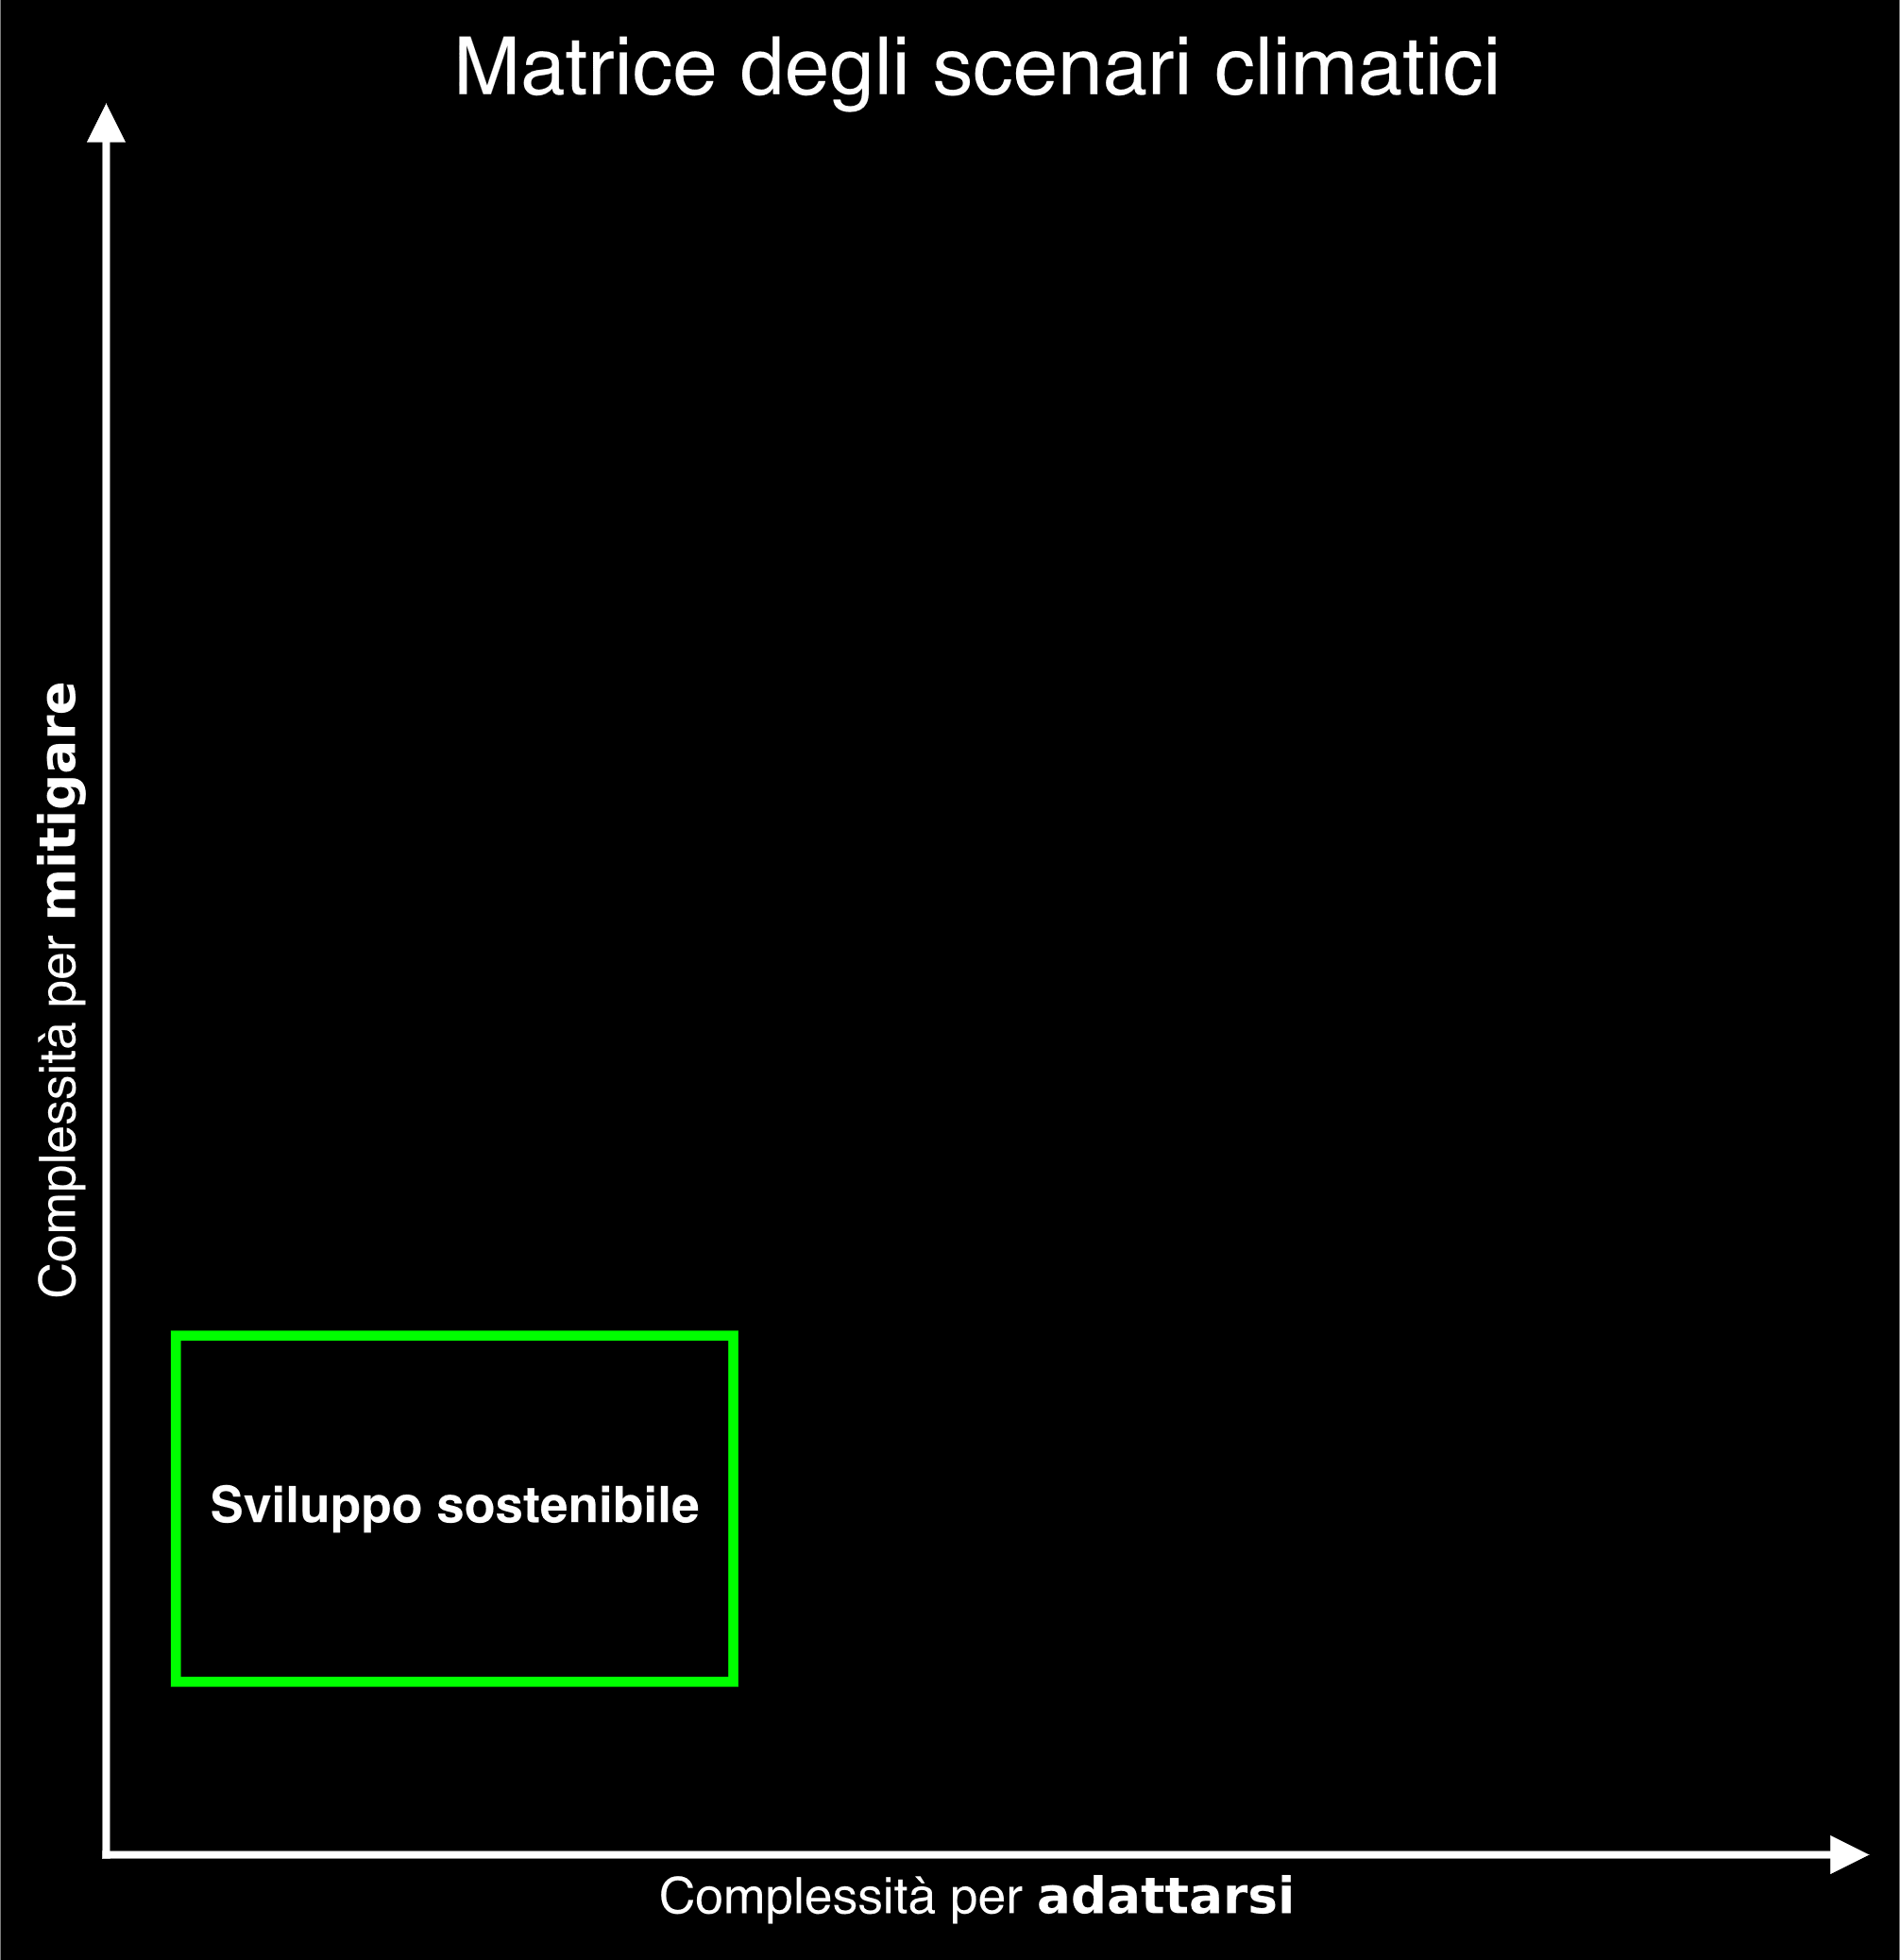 Matrice degli scenari climatici
Complessità per mitigare
Sviluppo sostenibile
Complessità per adattarsi